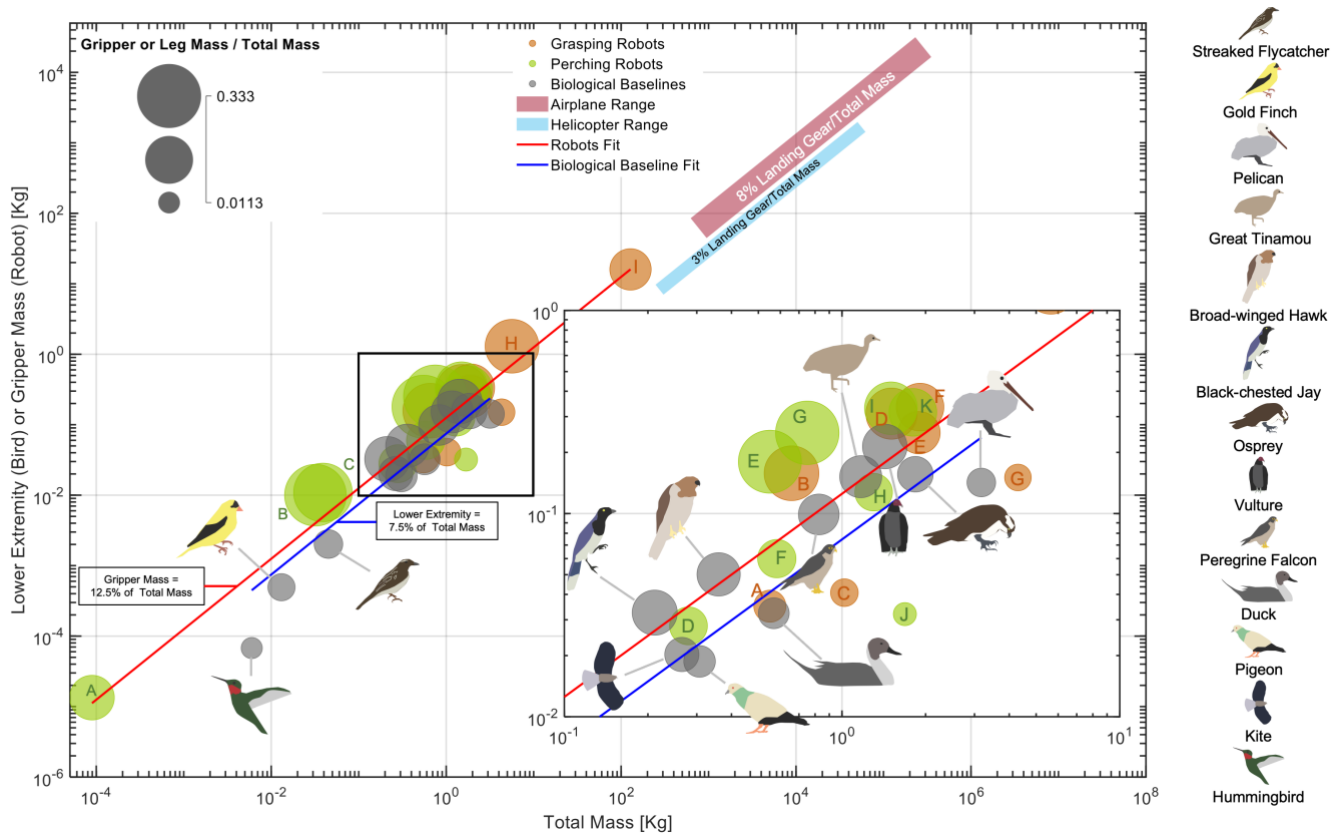 Gripper or Leg Mass / Total Mass
0.333
0.0113
Grasping Robots
Perching Robots
Biological Baselines
Airplane Range
Helicopter Range
Robots Fit
Biological Baseline Fit
8% Landing Gear/Total Mass
3% Landing Gear/Total Mass
Lower Extremity (Bird) or Gripper Mass (Robot) [Kg]
10^4
10^2
10^0
10^-2
10^-4
10^-6
10^-4
10^-2
10^0
10^2
10^4
10^6
10^8
Total Mass [Kg]
A
B
C
H
I
Lower Extremity =
7.5% of Total Mass
Gripper Mass =
12.5% of Total Mass
10^0
10^-1
10^-2
10^-1
10^0
10^1
I
D
K
F
G
E
E
B
H
G
F
A
C
J
D
Streaked Flycatcher
Gold Finch
Pelican
Great Tinamou
Broad-winged Hawk
Black-chested Jay
Osprey
Vulture
Peregrine Falcon
Duck
Pigeon
Kite
Hummingbird